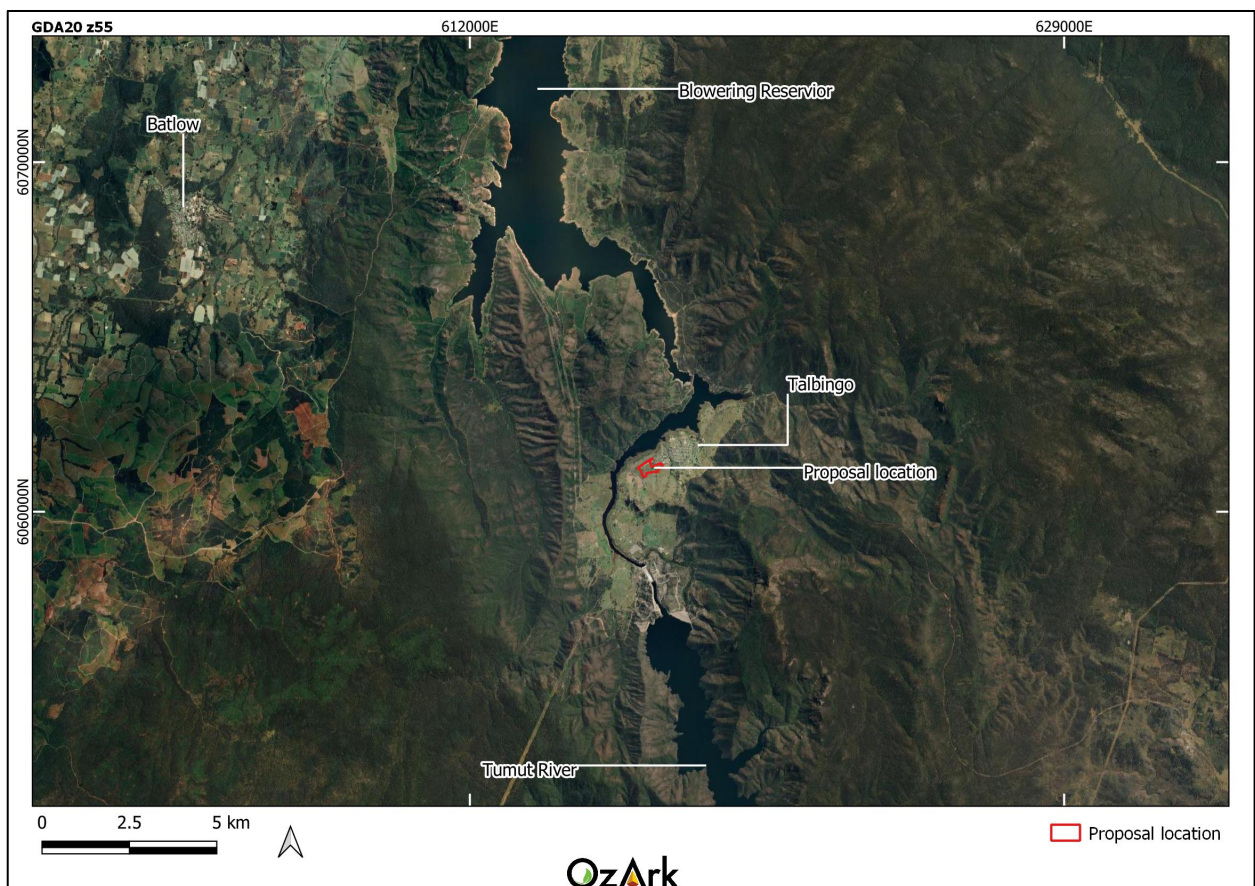 GDA20 z55
612000E
629000E
Blowering Reservior
Batlow
6070000N
Talbingo
Proposal location
6060000N
Tumut River
0 2.5 5 km
Proposal location
OzArk